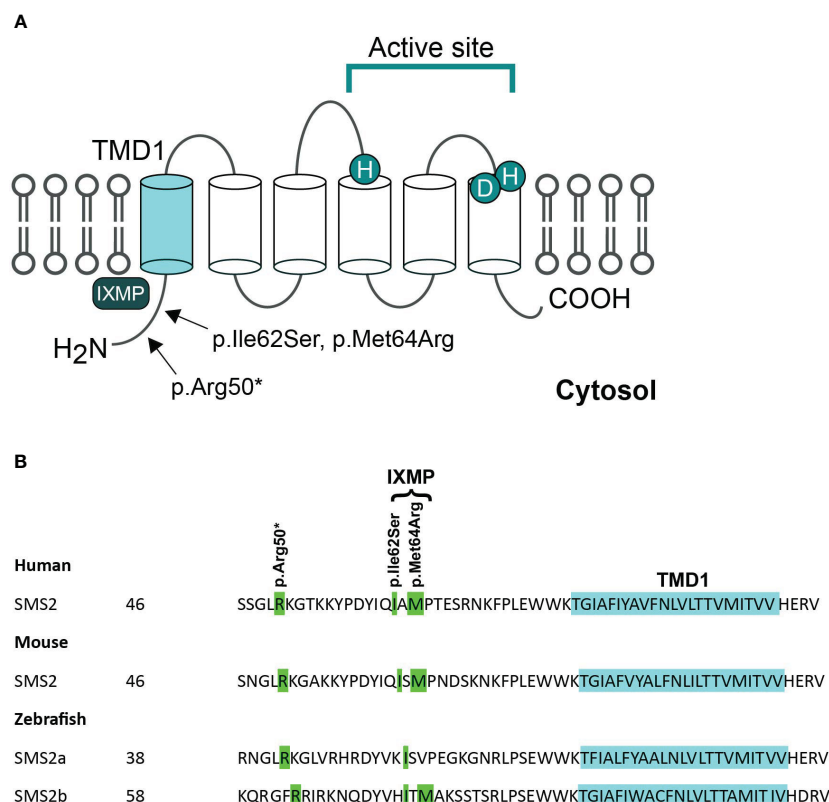 A
Active site
TMD1
H
D
H
IXMP
H2N
COOH
p.Ile62Ser, p.Met64Arg
p.Arg50*
Cytosol
B
IXMP
p.Arg50*
p.Ile62Ser
p.Met64Arg
Human
TMD1
SMS2 46 SSGLRKGTKKYPDYIQIAMPTESRNKFPLEWWKTGIAFIYAVFNLVLTTVMITVVHERV
Mouse
SMS2 46 SNGLRKGAKKYPDYIQISMPNDSKNKFPLEWWKTGIAFVYALFNLILTTVMITVVHERV
Zebrafish
SMS2a 38 RNGLRKGLVRHRDYVKISVPEGKGNRLPSEWWKTFIALFYAALNLVLTTVMITVVHERV
SMS2b 58 KQRGFRRIRKNQDYVHITMAKSSTSRLPSEWWKTGIAFIWACFNLVLTTAMITIVHDRV